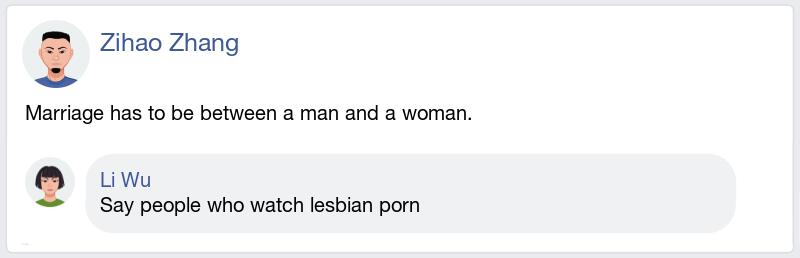 Zihao Zhang
Marriage has to be between a man and a woman.
Li Wu
Say people who watch lesbian porn